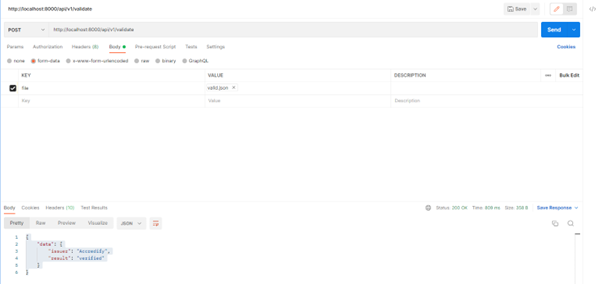 http://localhost:8000/api/v1/validate
Save
POST http://localhost:8000/api/v1/validate Send
Params Authorization Headers (8) Body Pre-request Script Tests Settings Cookies
none form-data x-www-form-urlencoded raw binary GraphQL
KEY VALUE DESCRIPTION Bulk Edit
file valid.json
Key Value Description
Body Cookies Headers (10) Test Results Status: 200 OK Time: 809 ms Size: 358 B Save Response
Pretty Raw Preview Visualize JSON
1 {
2 "data": {
3 "issuer": "Accredify",
4 "result": "verified"
5 }
6 }